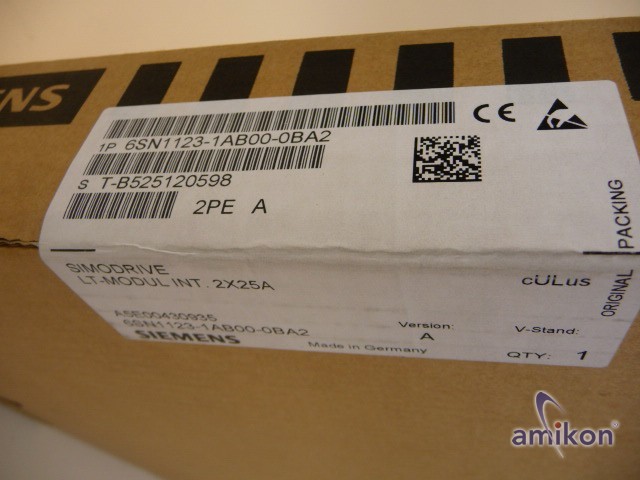 ENS
1P 6SN1123-1AB00-0BA2
CE
S T-B525120598
2PE A
SIMODRIVE
LT-MODUL INT. 2X25A
cULus
A5E00430935
6SN1123-1AB00-0BA2
Version: A
V-Stand:
SIEMENS
Made in Germany
QTY: 1
ORIGINAL PACKING
amikon®